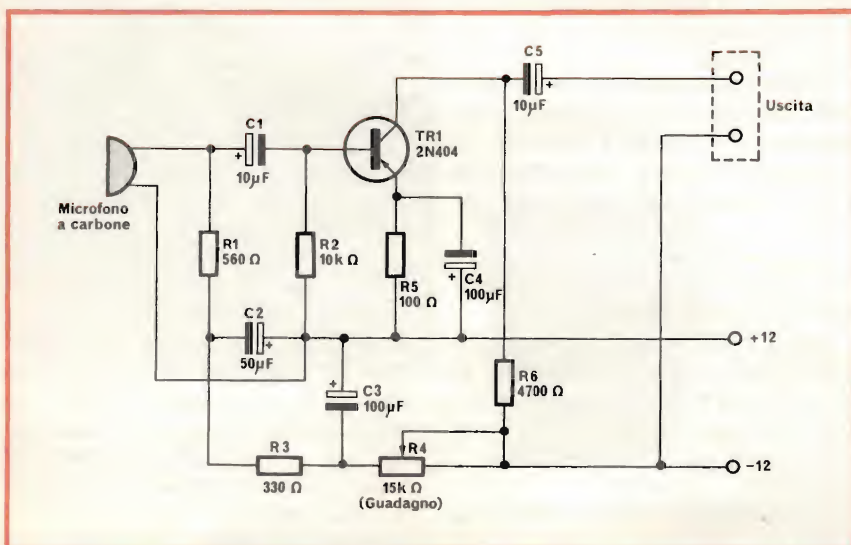 C5
10µF
+
Uscita
C1
+
10µF
TR1
2N404
Microfono
a carbone
R1
560 Ω
R2
10k Ω
R5
100 Ω
C4
+
100µF
C2
+
50µF
+12
C3
+
100µF
R6
4700 Ω
R3
330 Ω
R4
15k Ω
(Guadagno)
-12